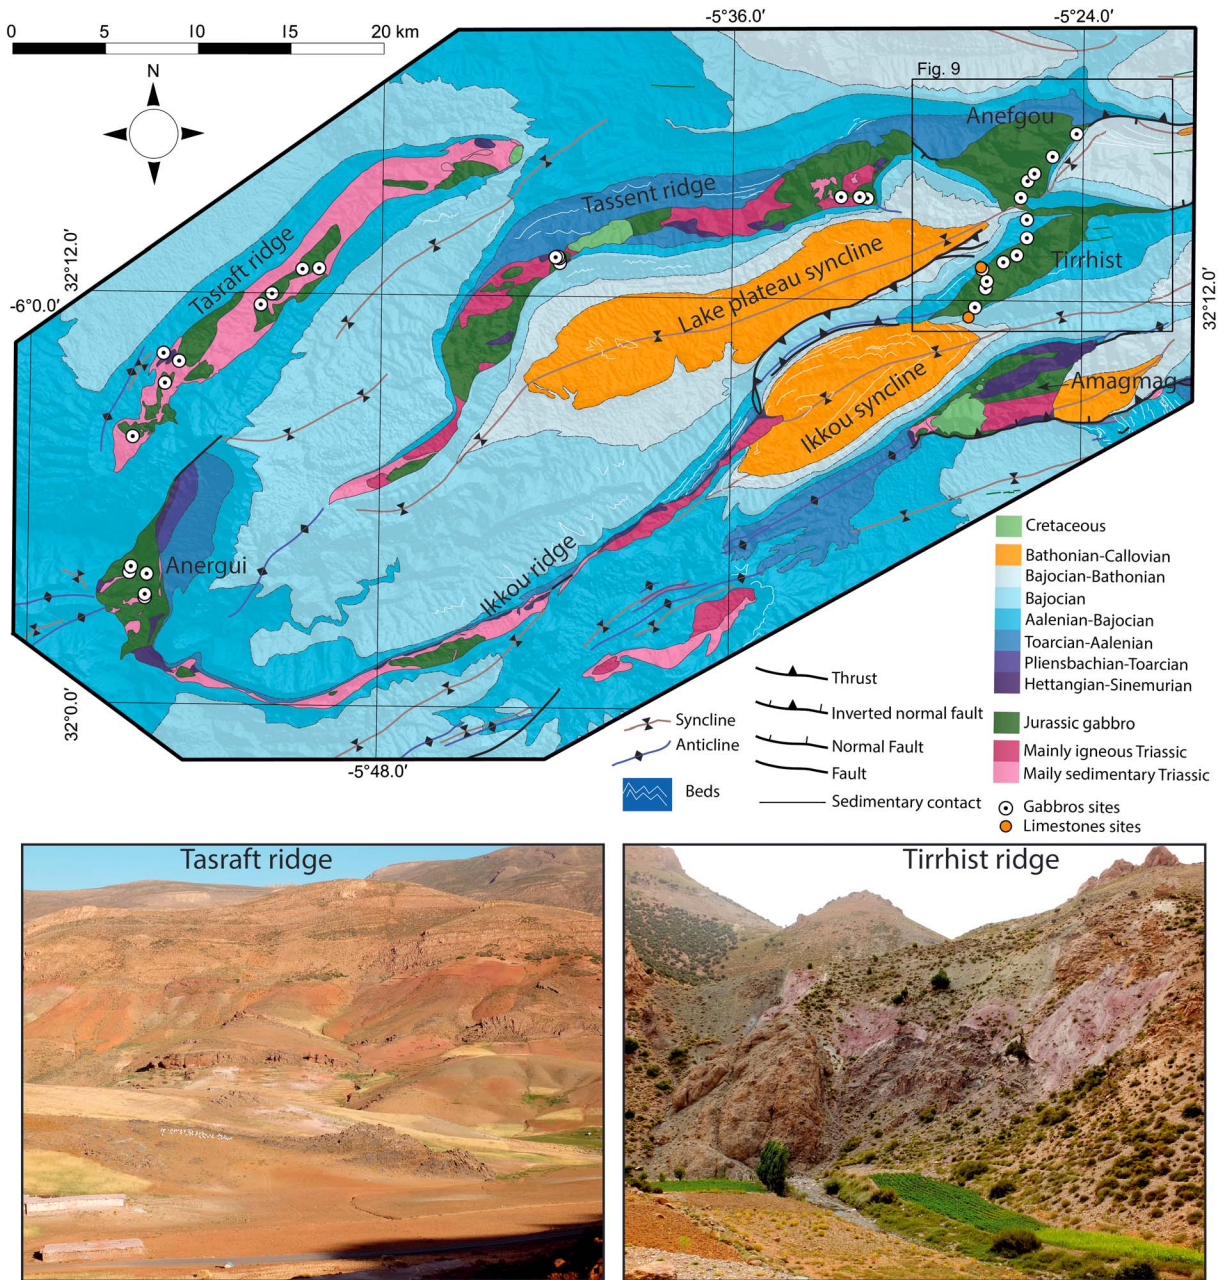 -5°36.0'
-5°24.0'
0 5 10 15 20 km
N
Fig. 9
Anefgou
Tassent ridge
Tasraft ridge
32°12.0'
-6°0.0'
Lake plateau syncline
Tirrhist
32°12.0'
Ikkou syncline
Amagmag
Anergui
Ikkou ridge
32°0.0'
-5°48.0'
Syncline
Anticline
Beds
Thrust
Inverted normal fault
Normal Fault
Fault
Sedimentary contact
Cretaceous
Bathonian-Callovian
Bajocian-Bathonian
Bajocian
Aalenian-Bajocian
Toarcian-Aalenian
Pliensbachian-Toarcian
Hettangian-Sinemurian
Jurassic gabbro
Mainly igneous Triassic
Maily sedimentary Triassic
Gabbros sites
Limestones sites
Tasraft ridge
Tirrhist ridge